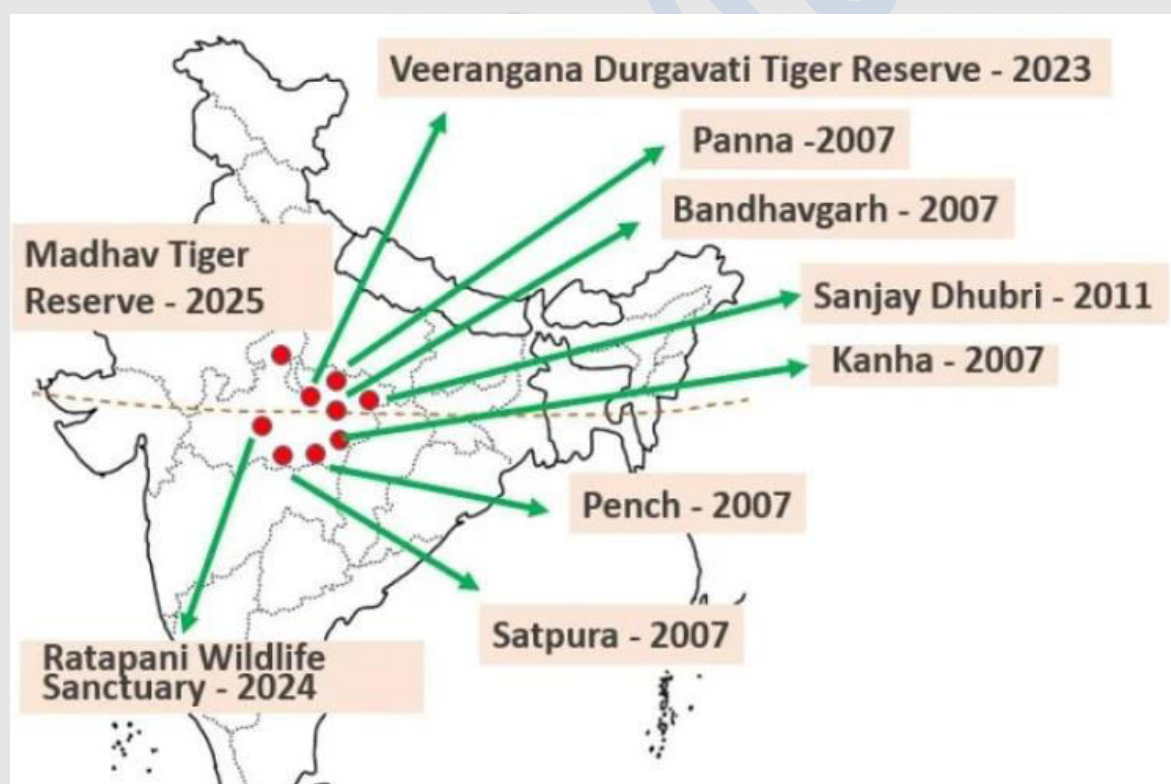 Veerangana Durgavati Tiger Reserve - 2023
Panna -2007
Bandhavgarh - 2007
Madhav Tiger
Reserve - 2025
Sanjay Dhubri - 2011
Kanha - 2007
Pench - 2007
Satpura - 2007
Ratapani Wildlife
Sanctuary - 2024